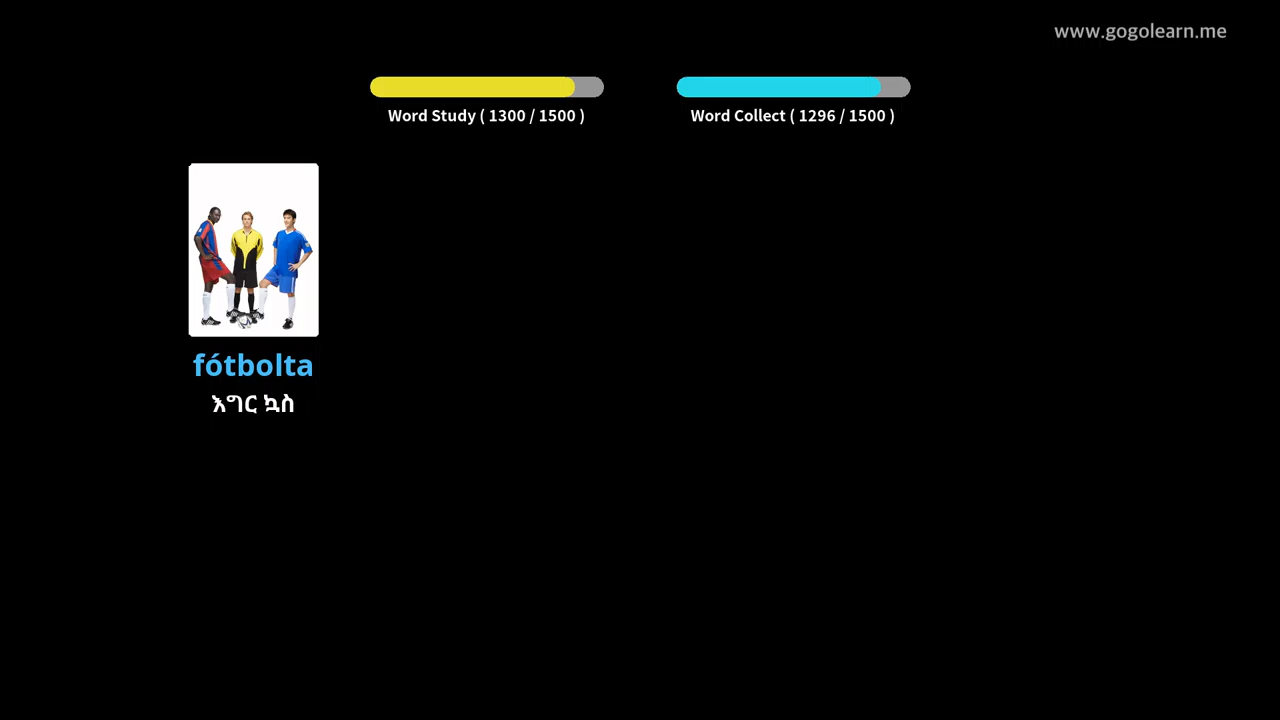 www.gogolearn.me
Word Study ( 1300 / 1500 )
Word Collect ( 1296 / 1500 )
fótbolta
እግር ኳስ